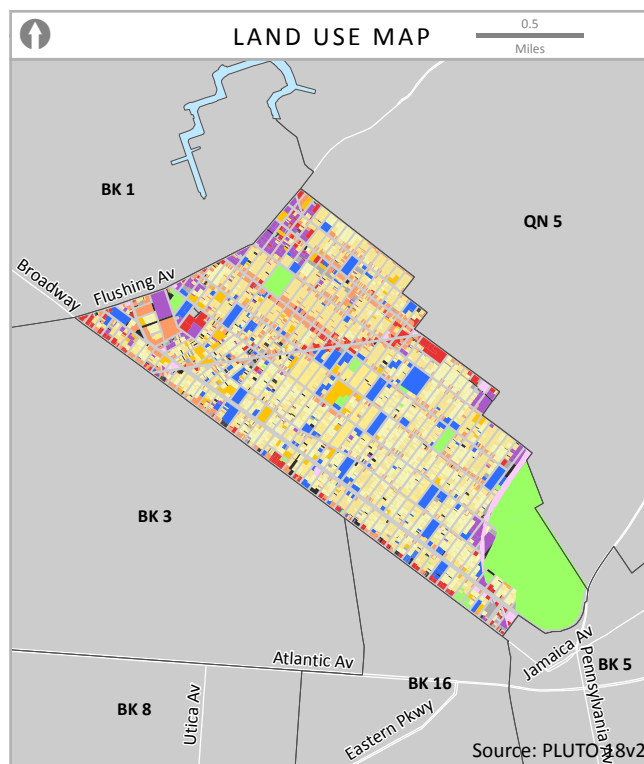 LAND USE MAP
0.5
Miles
BK 1
QN 5
Broadway
Flushing Av
BK 3
Jamaica Av
Atlantic Av
BK 5
BK 16
Pennsylvania Av
BK 8
Utica Av
Eastern Pkwy
Source: PLUTO 18v2